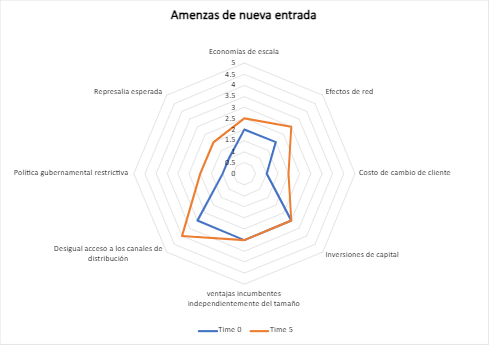 Amenzas de nueva entrada
Economías de escala
5
4.5
4
3.5
3
2.5
2
1.5
1
0.5
0
Represalia esperada
Efectos de red
Política gubernamental restrictiva
Costo de cambio de cliente
Desigual acceso a los canales de
distribución
Inversiones de capital
ventajas incumbentes
independientemente del tamaño
Time 0
Time 5